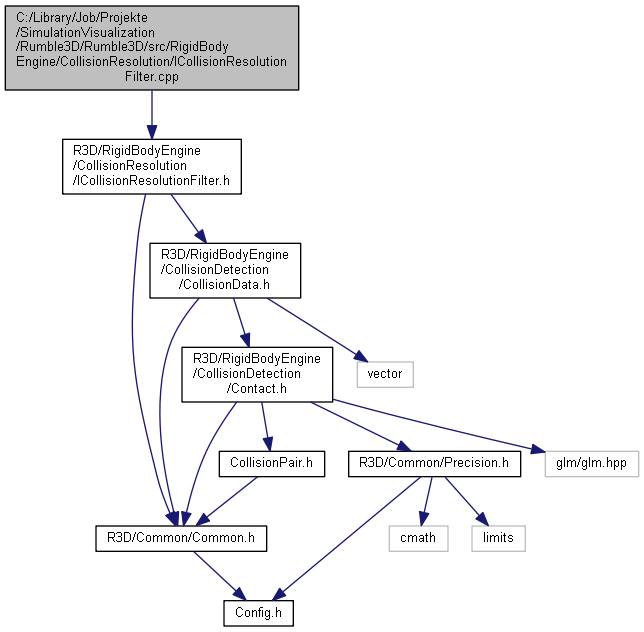 C:/Library/Job/Projekte
/SimulationVisualization
/Rumble3D/Rumble3D/src/RigidBody
Engine/CollisionResolution/ICollisionResolution
Filter.cpp
R3D/RigidBodyEngine
/CollisionResolution
/ICollisionResolutionFilter.h
R3D/RigidBodyEngine
/CollisionDetection
/CollisionData.h
R3D/RigidBodyEngine
/CollisionDetection
/Contact.h
vector
CollisionPair.h
R3D/Common/Precision.h
glm/glm.hpp
R3D/Common/Common.h
cmath
limits
Config.h